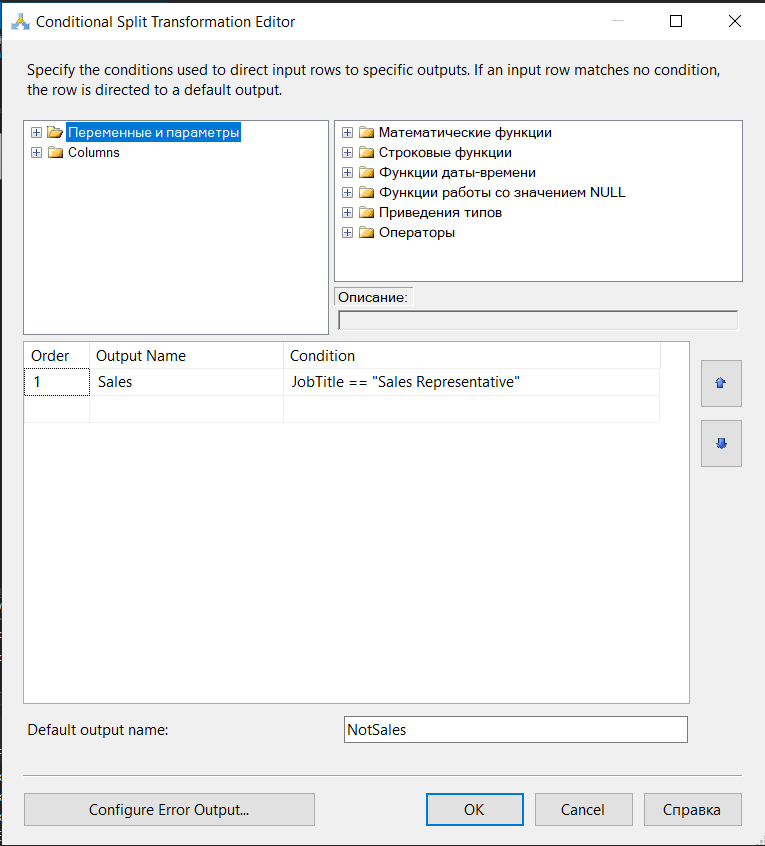 Conditional Split Transformation Editor
Specify the conditions used to direct input rows to specific outputs. If an input row matches no condition,
the row is directed to a default output.
Переменные и параметры
Columns
Математические функции
Строковые функции
Функции даты-времени
Функции работы со значением NULL
Приведения типов
Операторы
Описание:
Order Output Name Condition
1 Sales JobTitle == "Sales Representative"
Default output name: NotSales
Configure Error Output... OK Cancel Справка